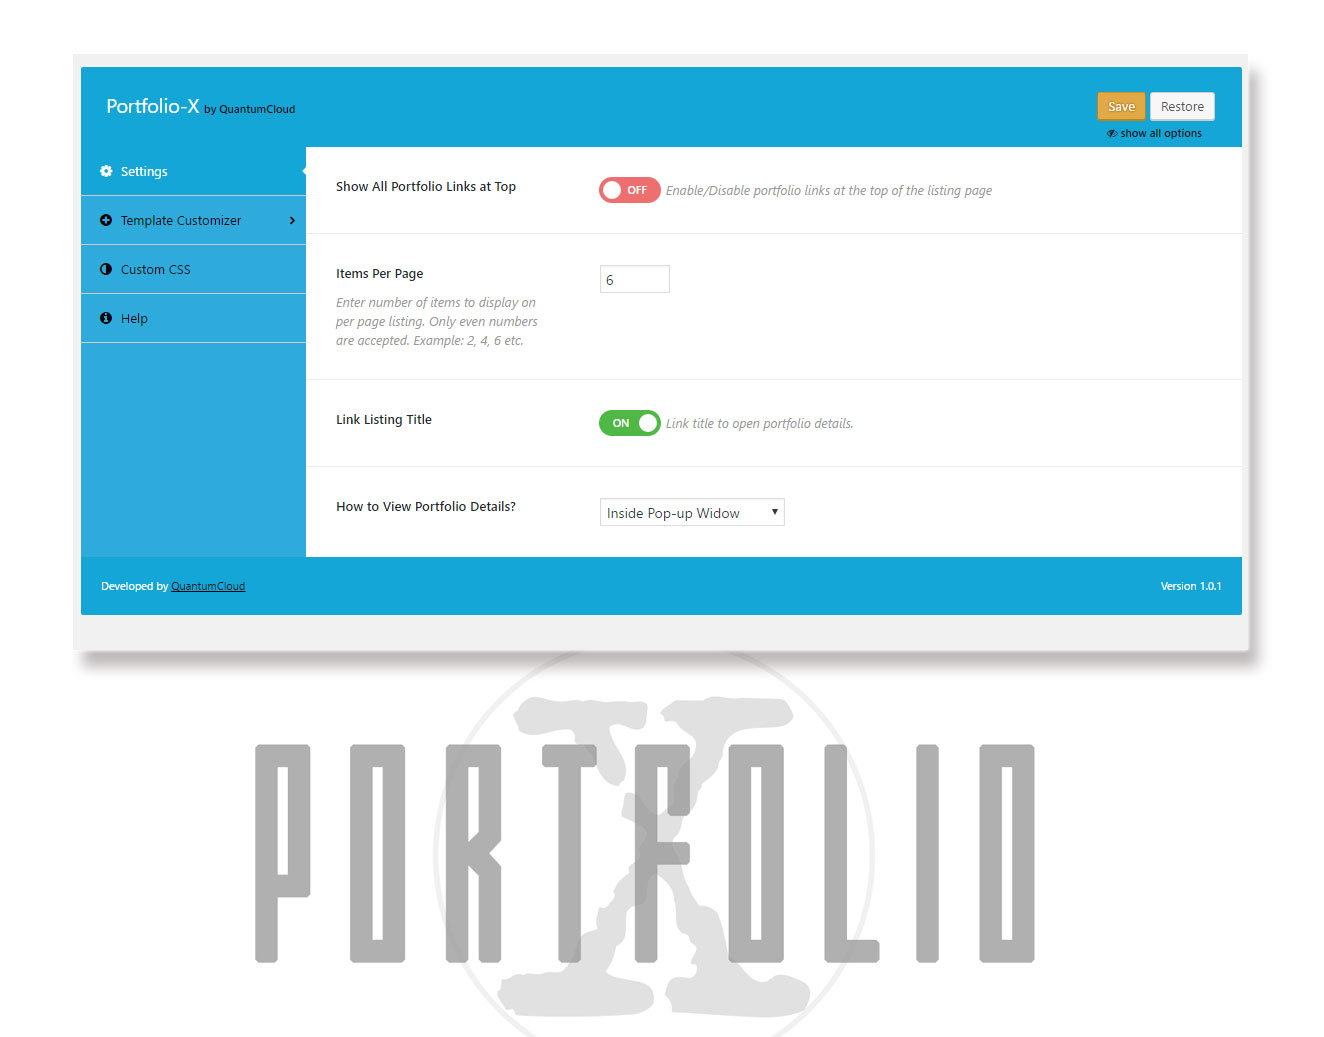 Portfolio-X by QuantumCloud
Save
Restore
show all options
Settings
Template Customizer
Custom CSS
Help
Show All Portfolio Links at Top
OFF
Enable/Disable portfolio links at the top of the listing page
Items Per Page
Enter number of items to display on
per page listing. Only even numbers
are accepted. Example: 2, 4, 6 etc.
6
Link Listing Title
ON
Link title to open portfolio details.
How to View Portfolio Details?
Inside Pop-up Widow
Developed by QuantumCloud
Version 1.0.1
X
PORTFOLIO